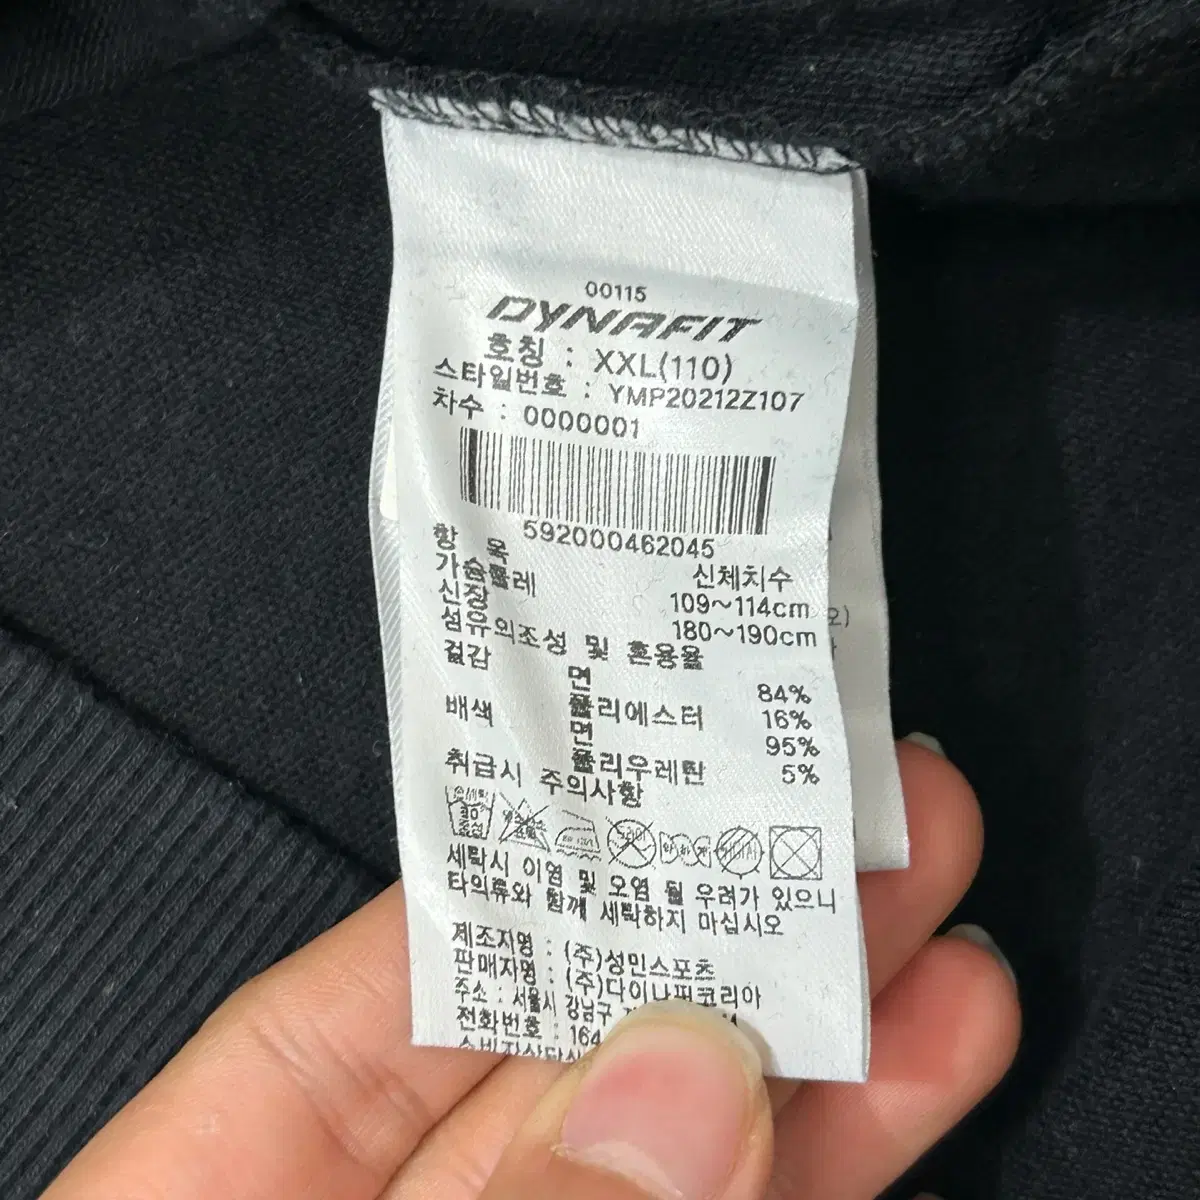 00115
DYNAFIT
호칭 : XXL(110)
스타일번호 : YMP20212Z107
차수 : 0000001
592000462045
항 목 신체치수
가슴둘레 109~114cm
신장 180~190cm
섬유의조성 및 혼용율
겉감 면 84%
폴리에스터 16%
배색 면 95%
폴리우레탄 5%
취급시 주의사항
세탁시 이염 및 오염 될 우려가 있으니
타의류와 함께 세탁하지 마십시오
제조자명 : (주)성민스포츠
판매자명 : (주)다이나핏코리아
주소 : 서울시 강남구
전화번호 : 164